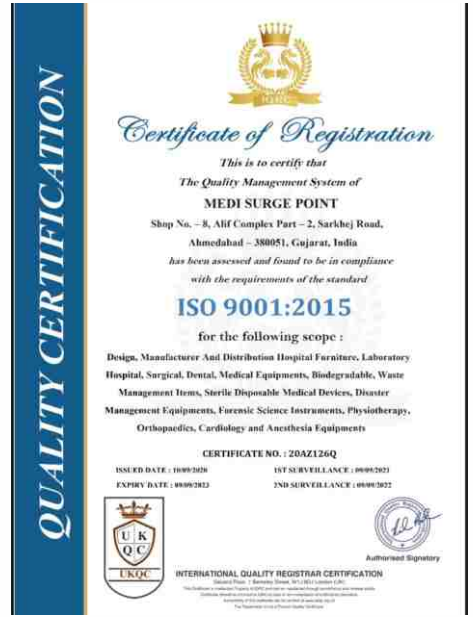 QUALITY CERTIFICATION
Certificate of Registration
This is to certify that
The Quality Management System of
MEDI SURGE POINT
Shop No. – 8, Alif Complex Part – 2, Sarkhej Road,
Ahmedabad – 380051, Gujarat, India
has been assessed and found to be in compliance
with the requirements of the standard
ISO 9001:2015
for the following scope :
Design, Manufacturer And Distribution Hospital Furniture, Laboratory
Hospital, Surgical, Dental, Medical Equipments, Biodegradable, Waste
Management Items, Sterile Disposable Medical Devices, Disaster
Management Equipments, Forensic Science Instruments, Physiotherapy,
Orthopaedics, Cardiology and Anesthesia Equipments
CERTIFICATE NO. : 20AZ126Q
ISSUED DATE : 10/09/2020
1ST SURVEILLANCE : 09/09/2021
EXPIRY DATE : 09/09/2023
2ND SURVEILLANCE : 09/09/2022
U K
Q C
UKQC
Authorised Signatory
INTERNATIONAL QUALITY REGISTRAR CERTIFICATION